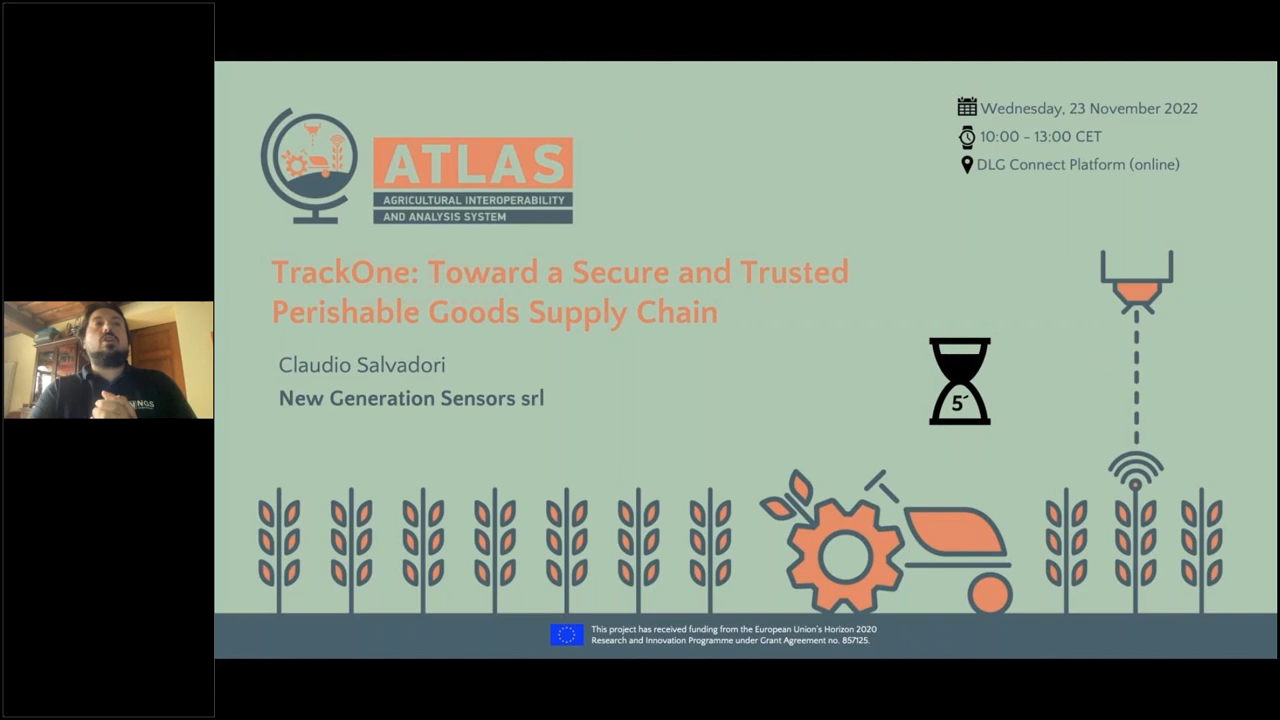 Wednesday, 23 November 2022
10:00 - 13:00 CET
DLG Connect Platform (online)
ATLAS
AGRICULTURAL INTEROPERABILITY
AND ANALYSIS SYSTEM
TrackOne: Toward a Secure and Trusted
Perishable Goods Supply Chain
Claudio Salvadori
New Generation Sensors srl
5´
This project has received funding from the European Union's Horizon 2020
Research and Innovation Programme under Grant Agreement no. 857125.